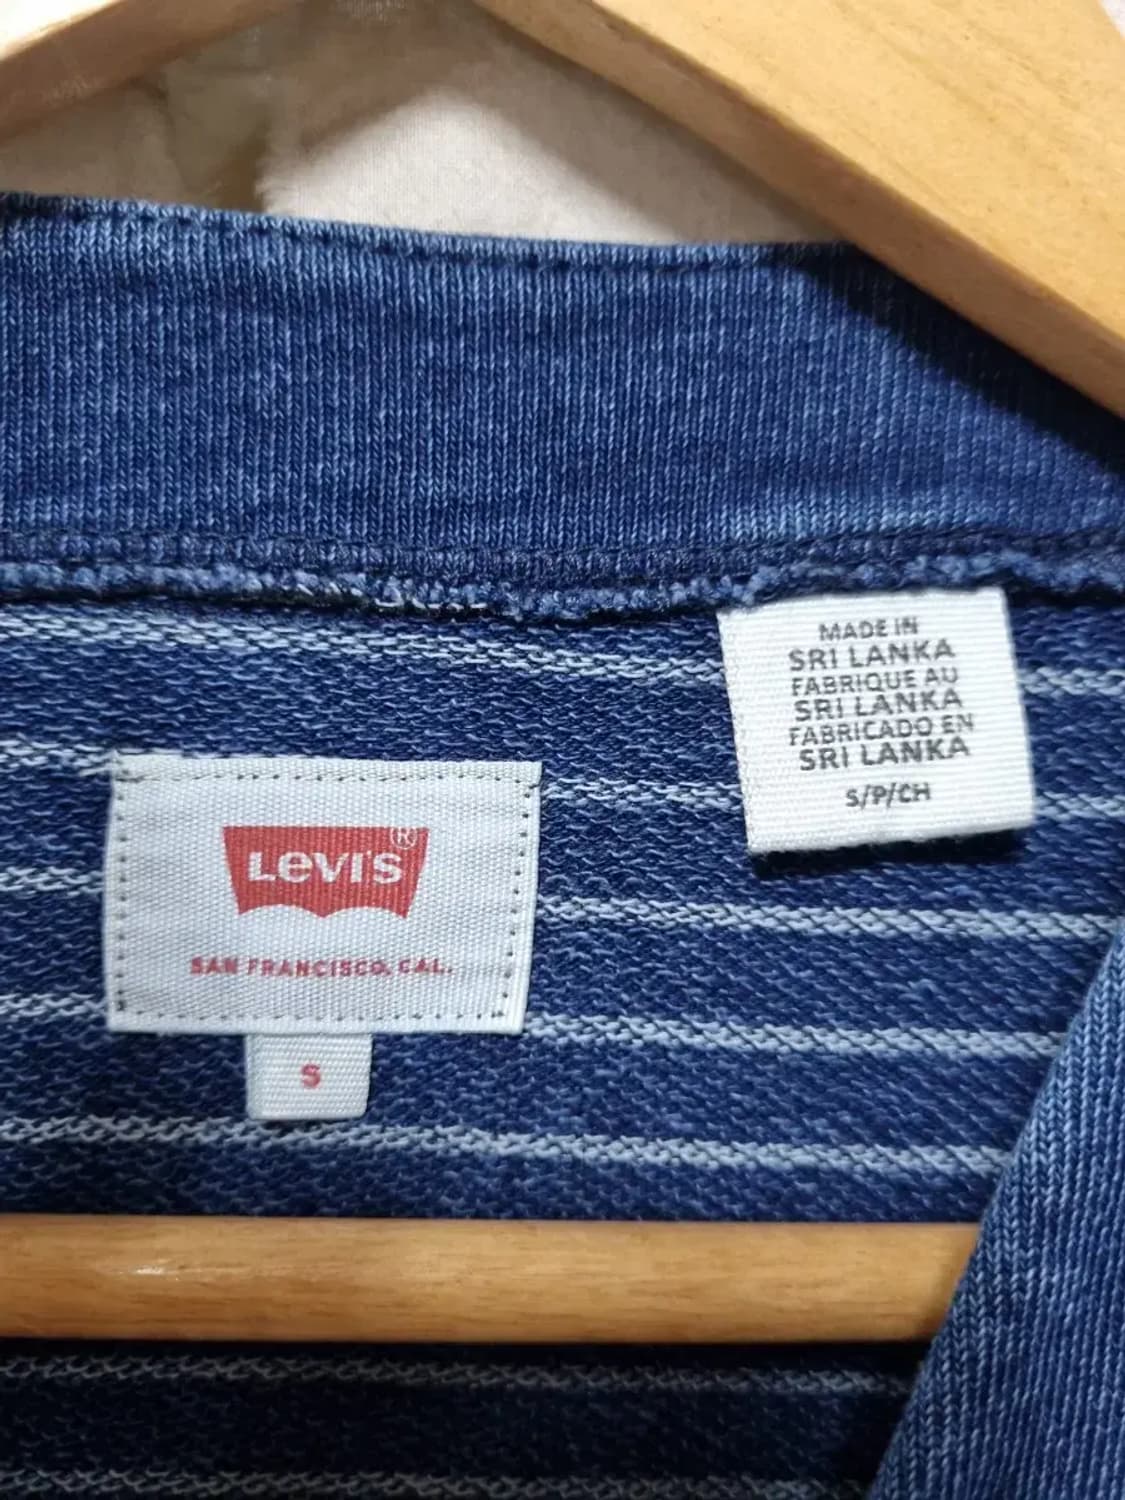 MADE IN
SRI LANKA
FABRIQUE AU
SRI LANKA
FABRICADO EN
SRI LANKA
S/P/CH
LEVI'S®
SAN FRANCISCO, CAL.
S